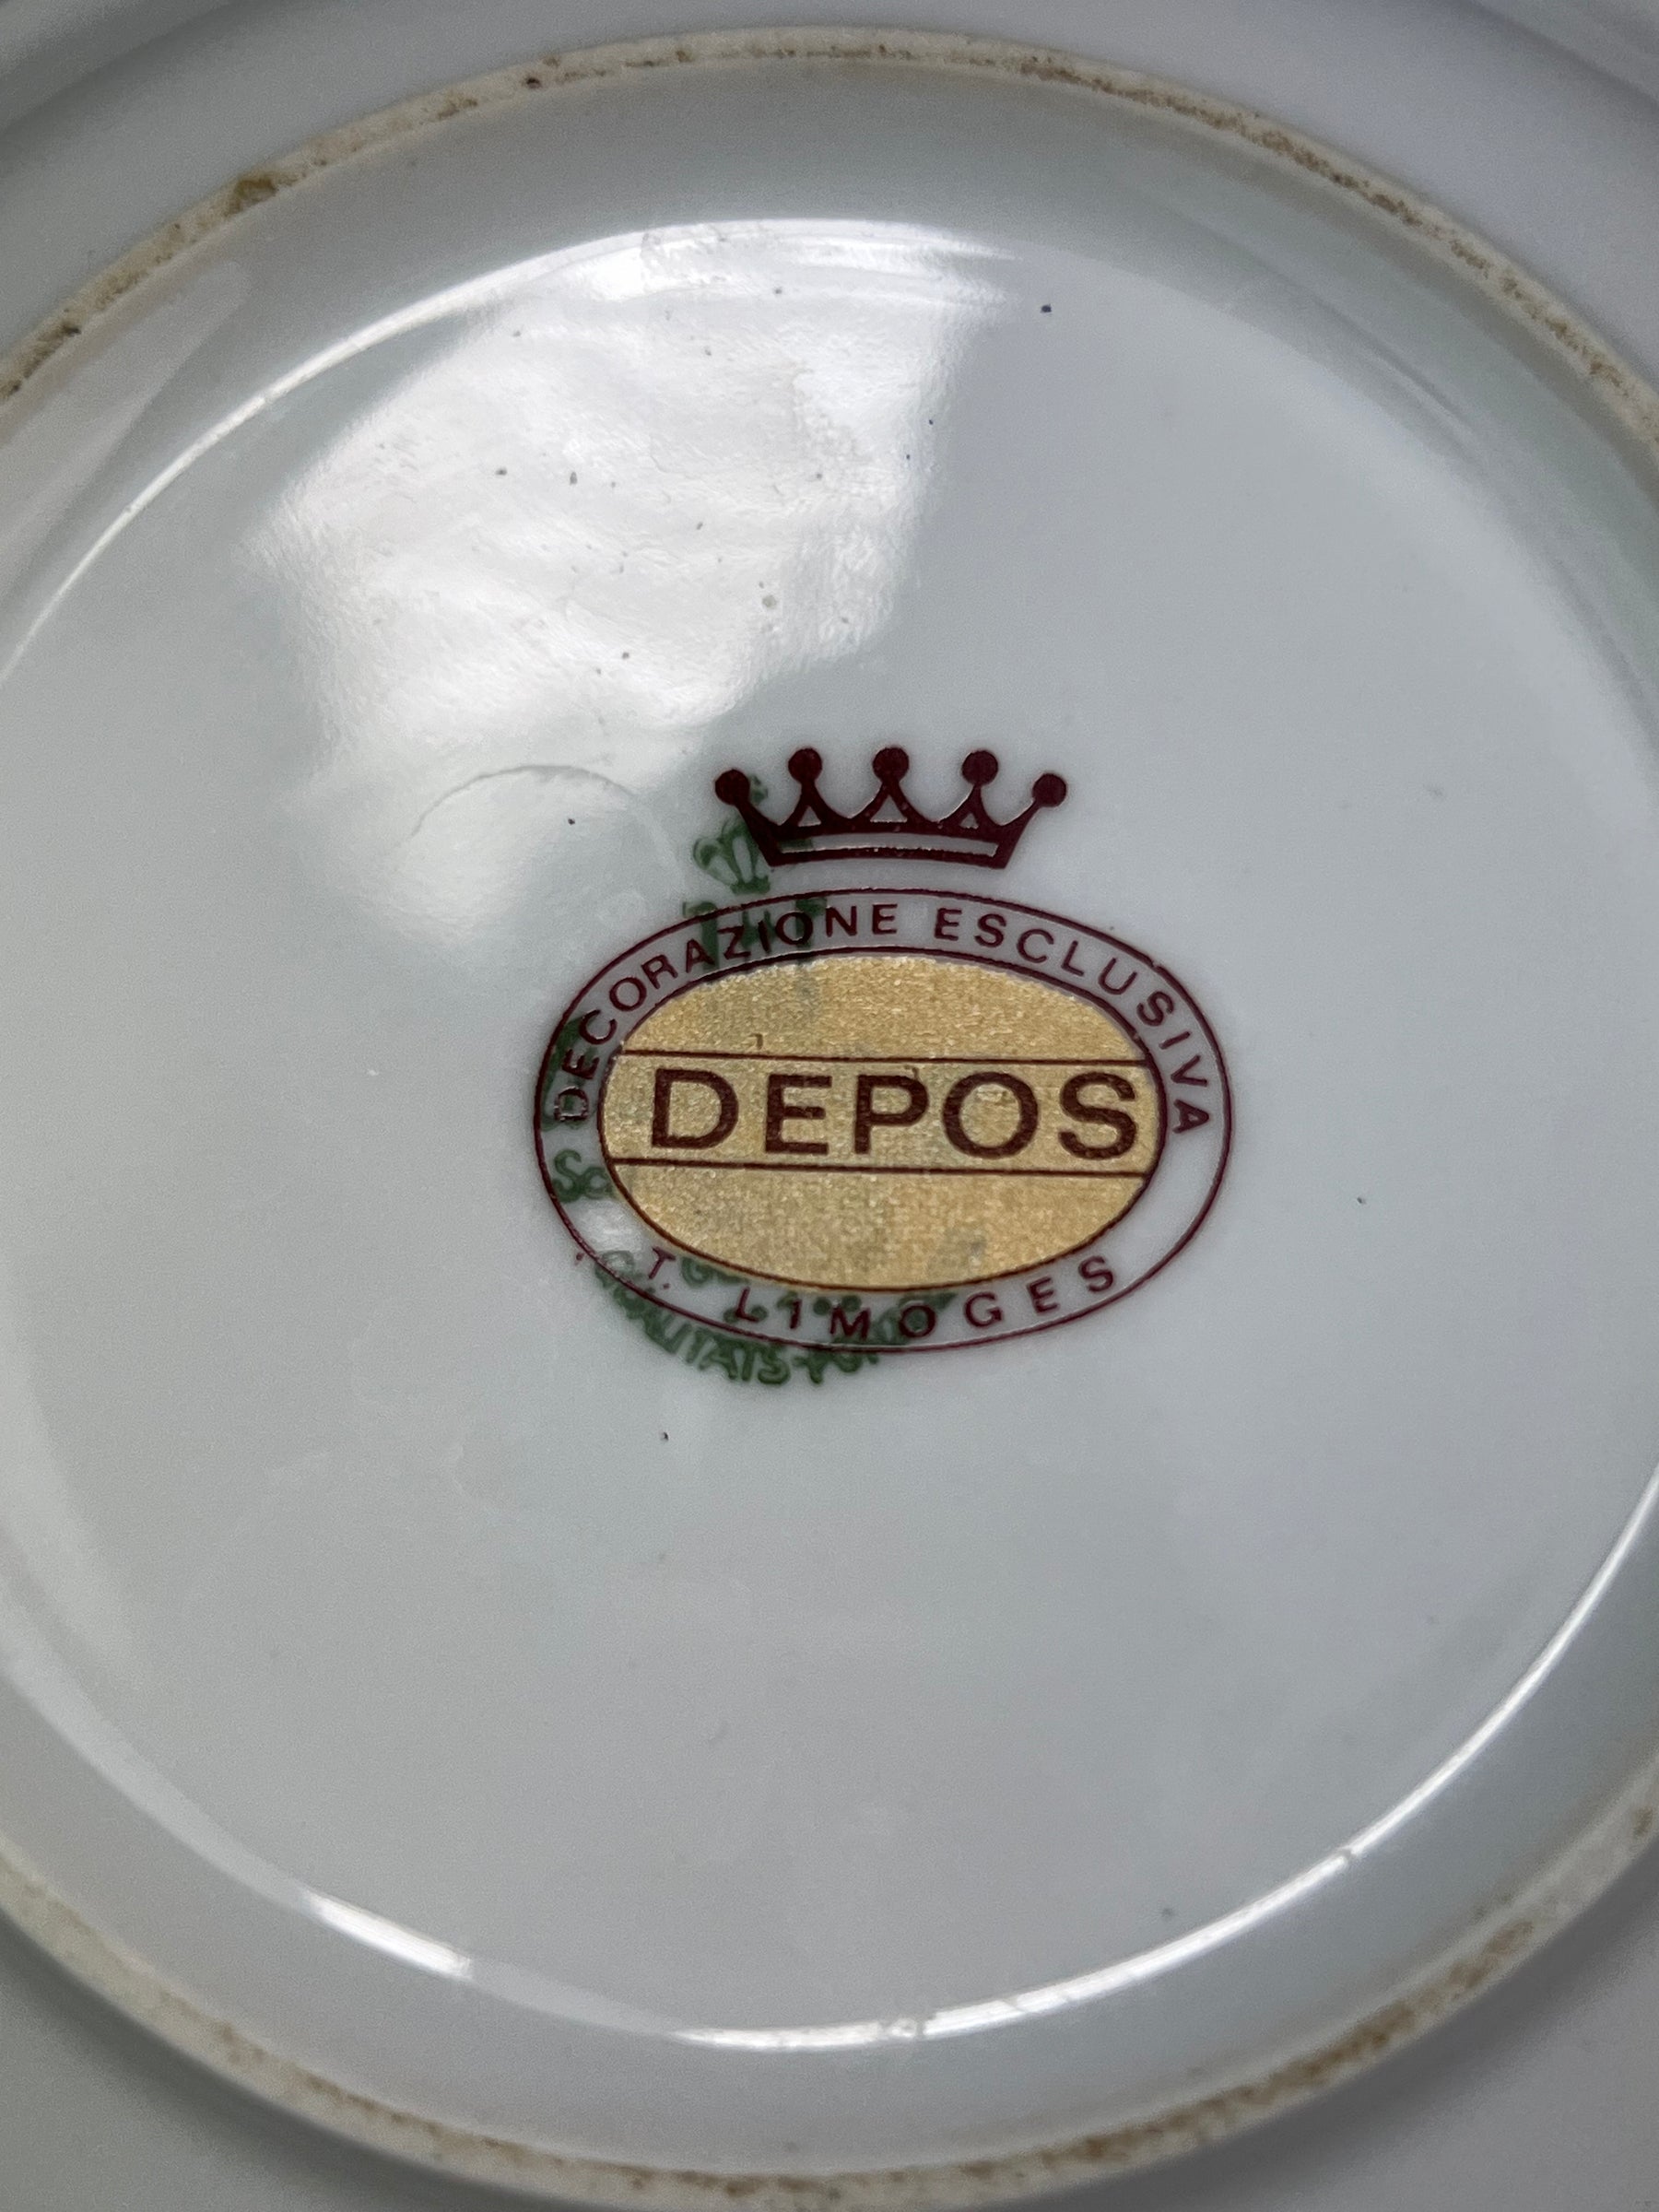 DECORAZIONE ESCLUSIVA
DEPOS
T. LIMOGES